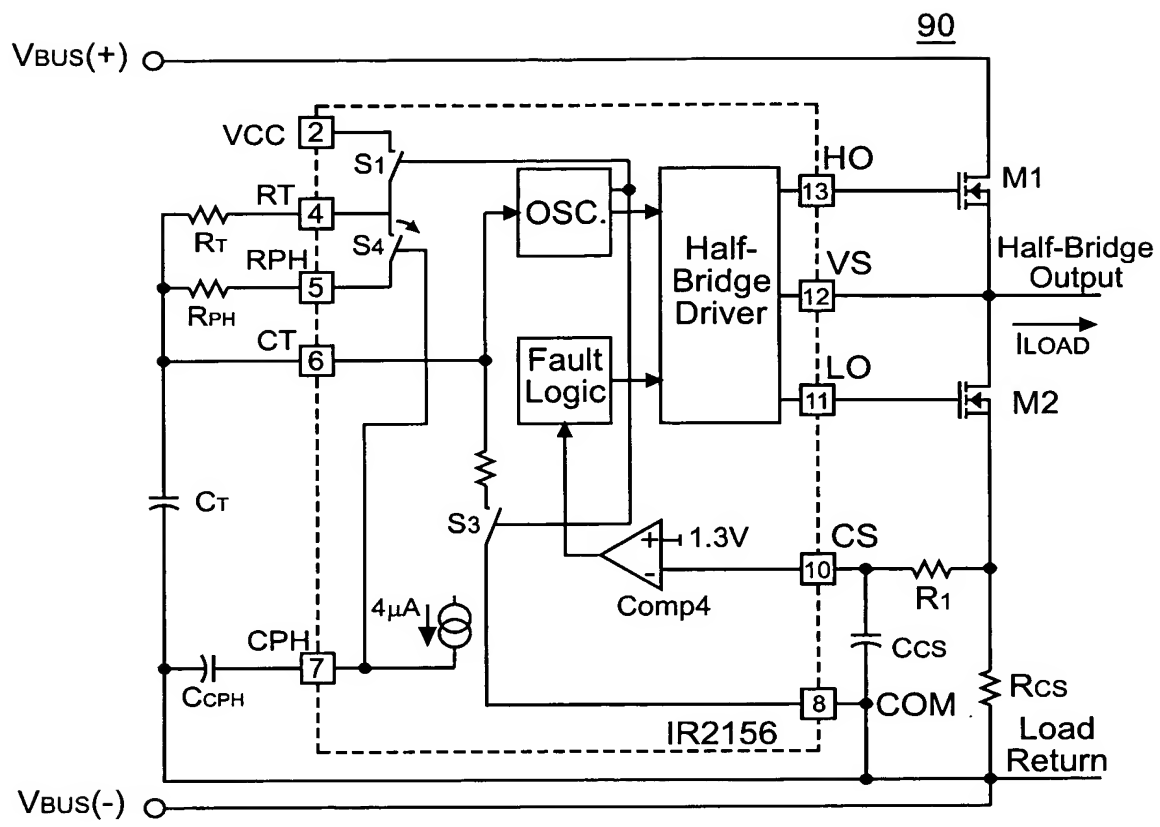 90
VBUS(+)
VCC
2
S1
HO
13
M1
RT
4
OSC.
RT
S4
RPH
5
RPH
Half-
Bridge
Driver
VS
12
Half-Bridge
Output
CT
6
ILOAD
Fault
Logic
LO
11
M2
CT
S3
+
1.3V
-
Comp4
CS
10
R1
4μA
CPH
7
CCPH
CCS
RCS
8
COM
IR2156
Load
Return
VBUS(-)